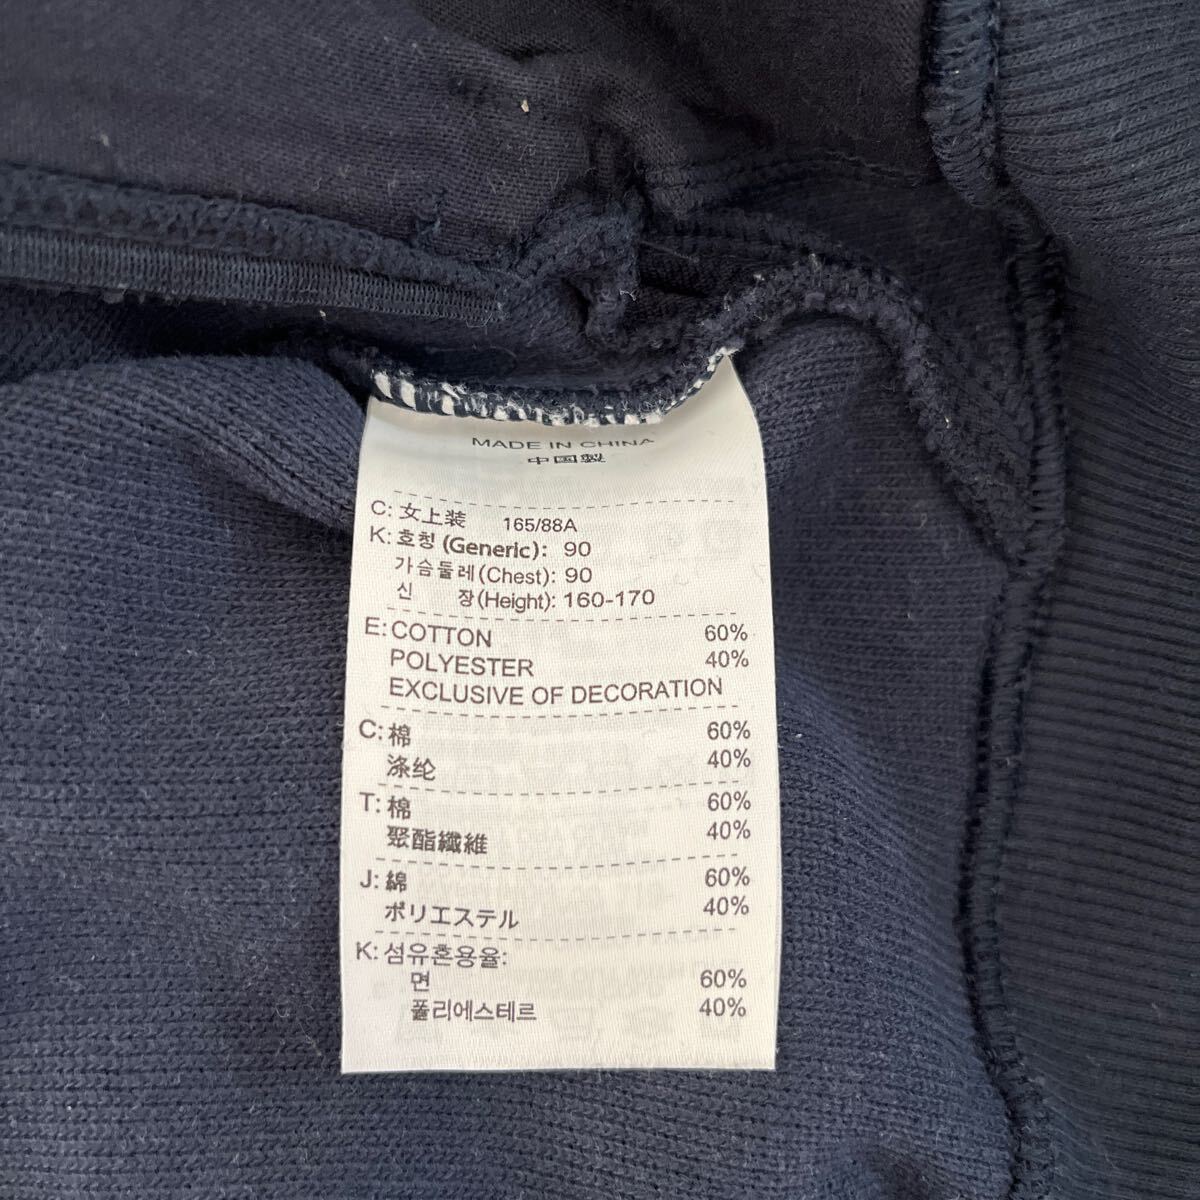 MADE IN CHINA
中国製
C: 女上装 165/88A
K: 호칭 (Generic): 90
가슴둘레(Chest): 90
신 장(Height): 160-170
E: COTTON 60%
POLYESTER 40%
EXCLUSIVE OF DECORATION
C: 棉 60%
涤纶 40%
T: 棉 60%
聚酯纖維 40%
J: 綿 60%
ポリエステル 40%
K: 섬유혼용율:
면 60%
폴리에스테르 40%